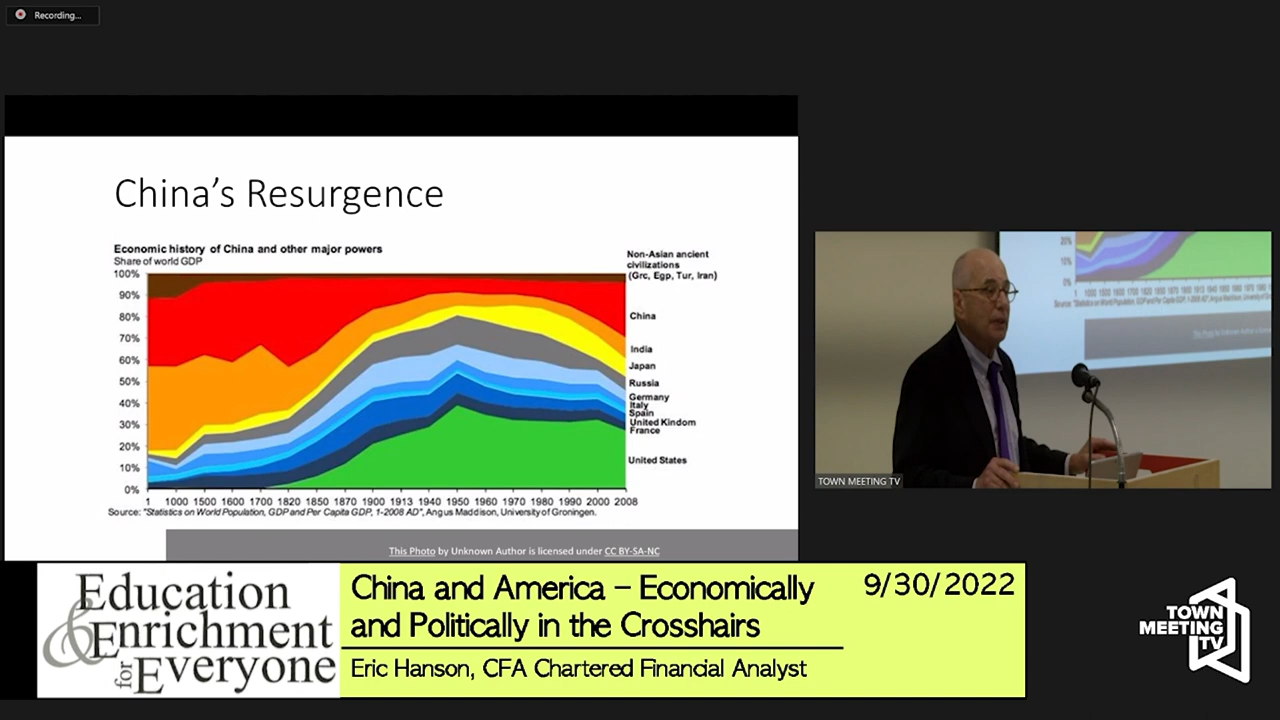 Recording...
China's Resurgence
Economic history of China and other major powers
Share of world GDP
100%
90%
80%
70%
60%
50%
40%
30%
20%
10%
0%
1 1000 1500 1600 1700 1820 1850 1870 1900 1913 1940 1950 1960 1970 1980 1990 2000 2008
Non-Asian ancient
civilizations
(Grc, Egp, Tur, Iran)
China
India
Japan
Russia
Germany
Italy
Spain
United Kindom
France
United States
Source: "Statistics on World Population, GDP and Per Capita GDP, 1-2008 AD", Angus Maddison, University of Groningen.
This Photo by Unknown Author is licensed under CC BY-SA-NC
20%
10%
0%
TOWN MEETING TV
Education
& Enrichment
for Everyone
China and America – Economically
and Politically in the Crosshairs
9/30/2022
Eric Hanson, CFA Chartered Financial Analyst
TOWN
MEETING
TV